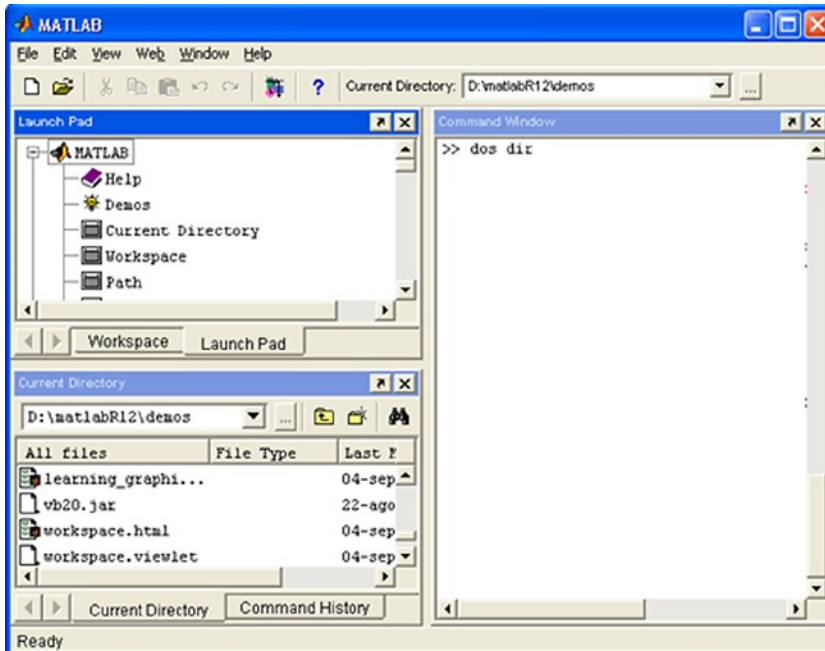 MATLAB
File Edit View Web Window Help
? Current Directory: D:\matlabR12\demos ...
Launch Pad
MATLAB
Help
Demos
Current Directory
Workspace
Path
Workspace Launch Pad
Current Directory
D:\matlabR12\demos ...
All files File Type Last
learning_graphi... 04-sep
vb20.jar 22-ago
workspace.html 04-sep
workspace.viewlet 04-sep
Current Directory Command History
Command Window
>> dos dir
Ready